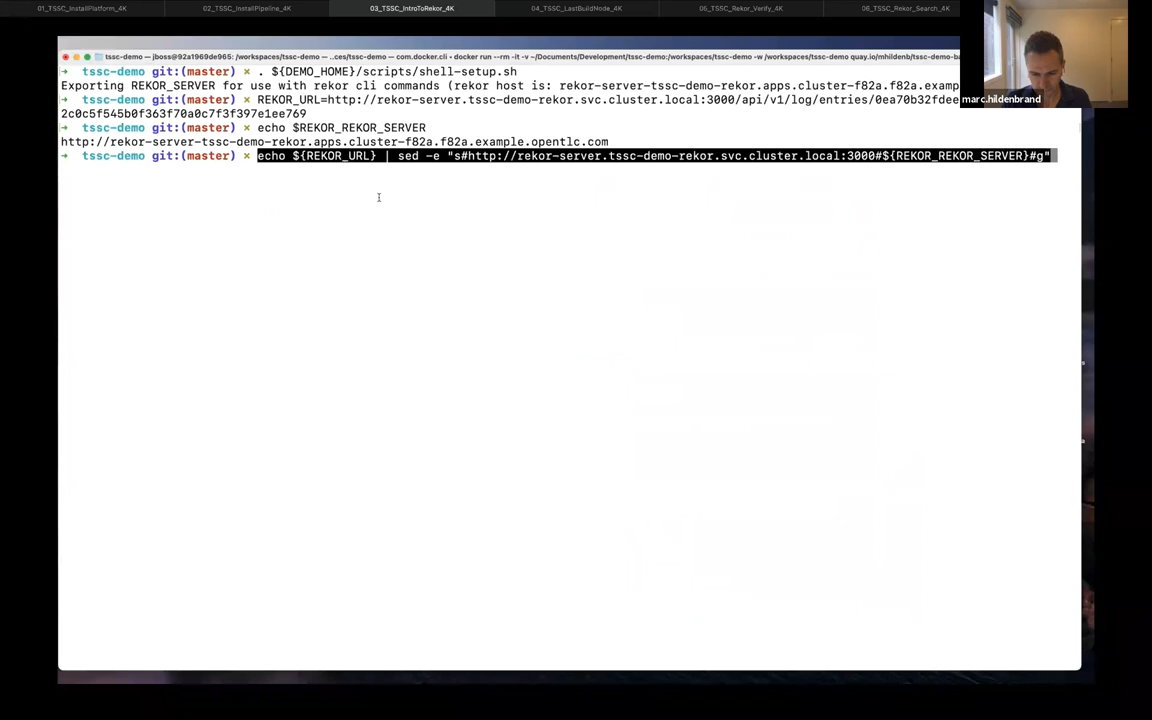 01_TSSC_InstallPlatform_4K
02_TSSC_InstallPipeline_4K
03_TSSC_IntroToRekor_4K
04_TSSC_LastBuildNode_4K
05_TSSC_Rekor_Verify_4K
06_TSSC_Rekor_Search_4K
marc.hildenbrand
tssc-demo — jboss@92a1969de965: /workspaces/tssc-demo — ..ces/tssc-demo — com.docker.cli • docker run --rm -it -v ~/Documents/Development/tssc-demo:/workspaces/tssc-demo -w /workspaces/tssc-demo quay.io/mhildenb/tssc-demo-ba
→ tssc-demo git:(master) × . ${DEMO_HOME}/scripts/shell-setup.sh
Exporting REKOR_SERVER for use with rekor cli commands (rekor host is: rekor-server-tssc-demo-rekor.apps.cluster-f82a.f82a.examp
→ tssc-demo git:(master) × REKOR_URL=http://rekor-server.tssc-demo-rekor.svc.cluster.local:3000/api/v1/log/entries/0ea70b32fdee
2c0c5f545b0f363f70a0c7f3f397e1ee769
→ tssc-demo git:(master) × echo $REKOR_REKOR_SERVER
http://rekor-server-tssc-demo-rekor.apps.cluster-f82a.f82a.example.opentlc.com
→ tssc-demo git:(master) × echo ${REKOR_URL} | sed -e "s#http://rekor-server.tssc-demo-rekor.svc.cluster.local:3000#${REKOR_REKOR_SERVER}#g"